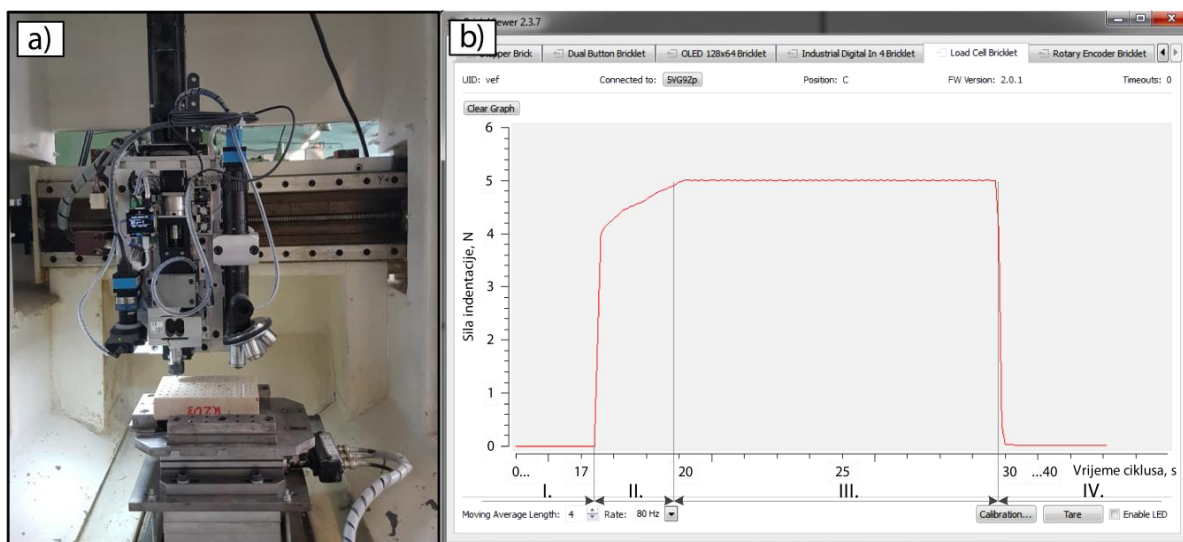 a)
KZ03
b)
Viewer 2.3.7
Stepper Brick
Dual Button Bricklet
OLED 128x64 Bricklet
Industrial Digital In 4 Bricklet
Load Cell Bricklet
Rotary Encoder Bricklet
UID: vef
Connected to: 5VG9Zp
Position: C
FW Version: 2.0.1
Timeouts: 0
Clear Graph
Sila indentacije, N
6
5
4
3
2
1
0
0... 17 20 25 30 ...40 Vrijeme ciklusa, s
I. II. III. IV.
Moving Average Length: 4 Rate: 80 Hz Calibration... Tare Enable LED